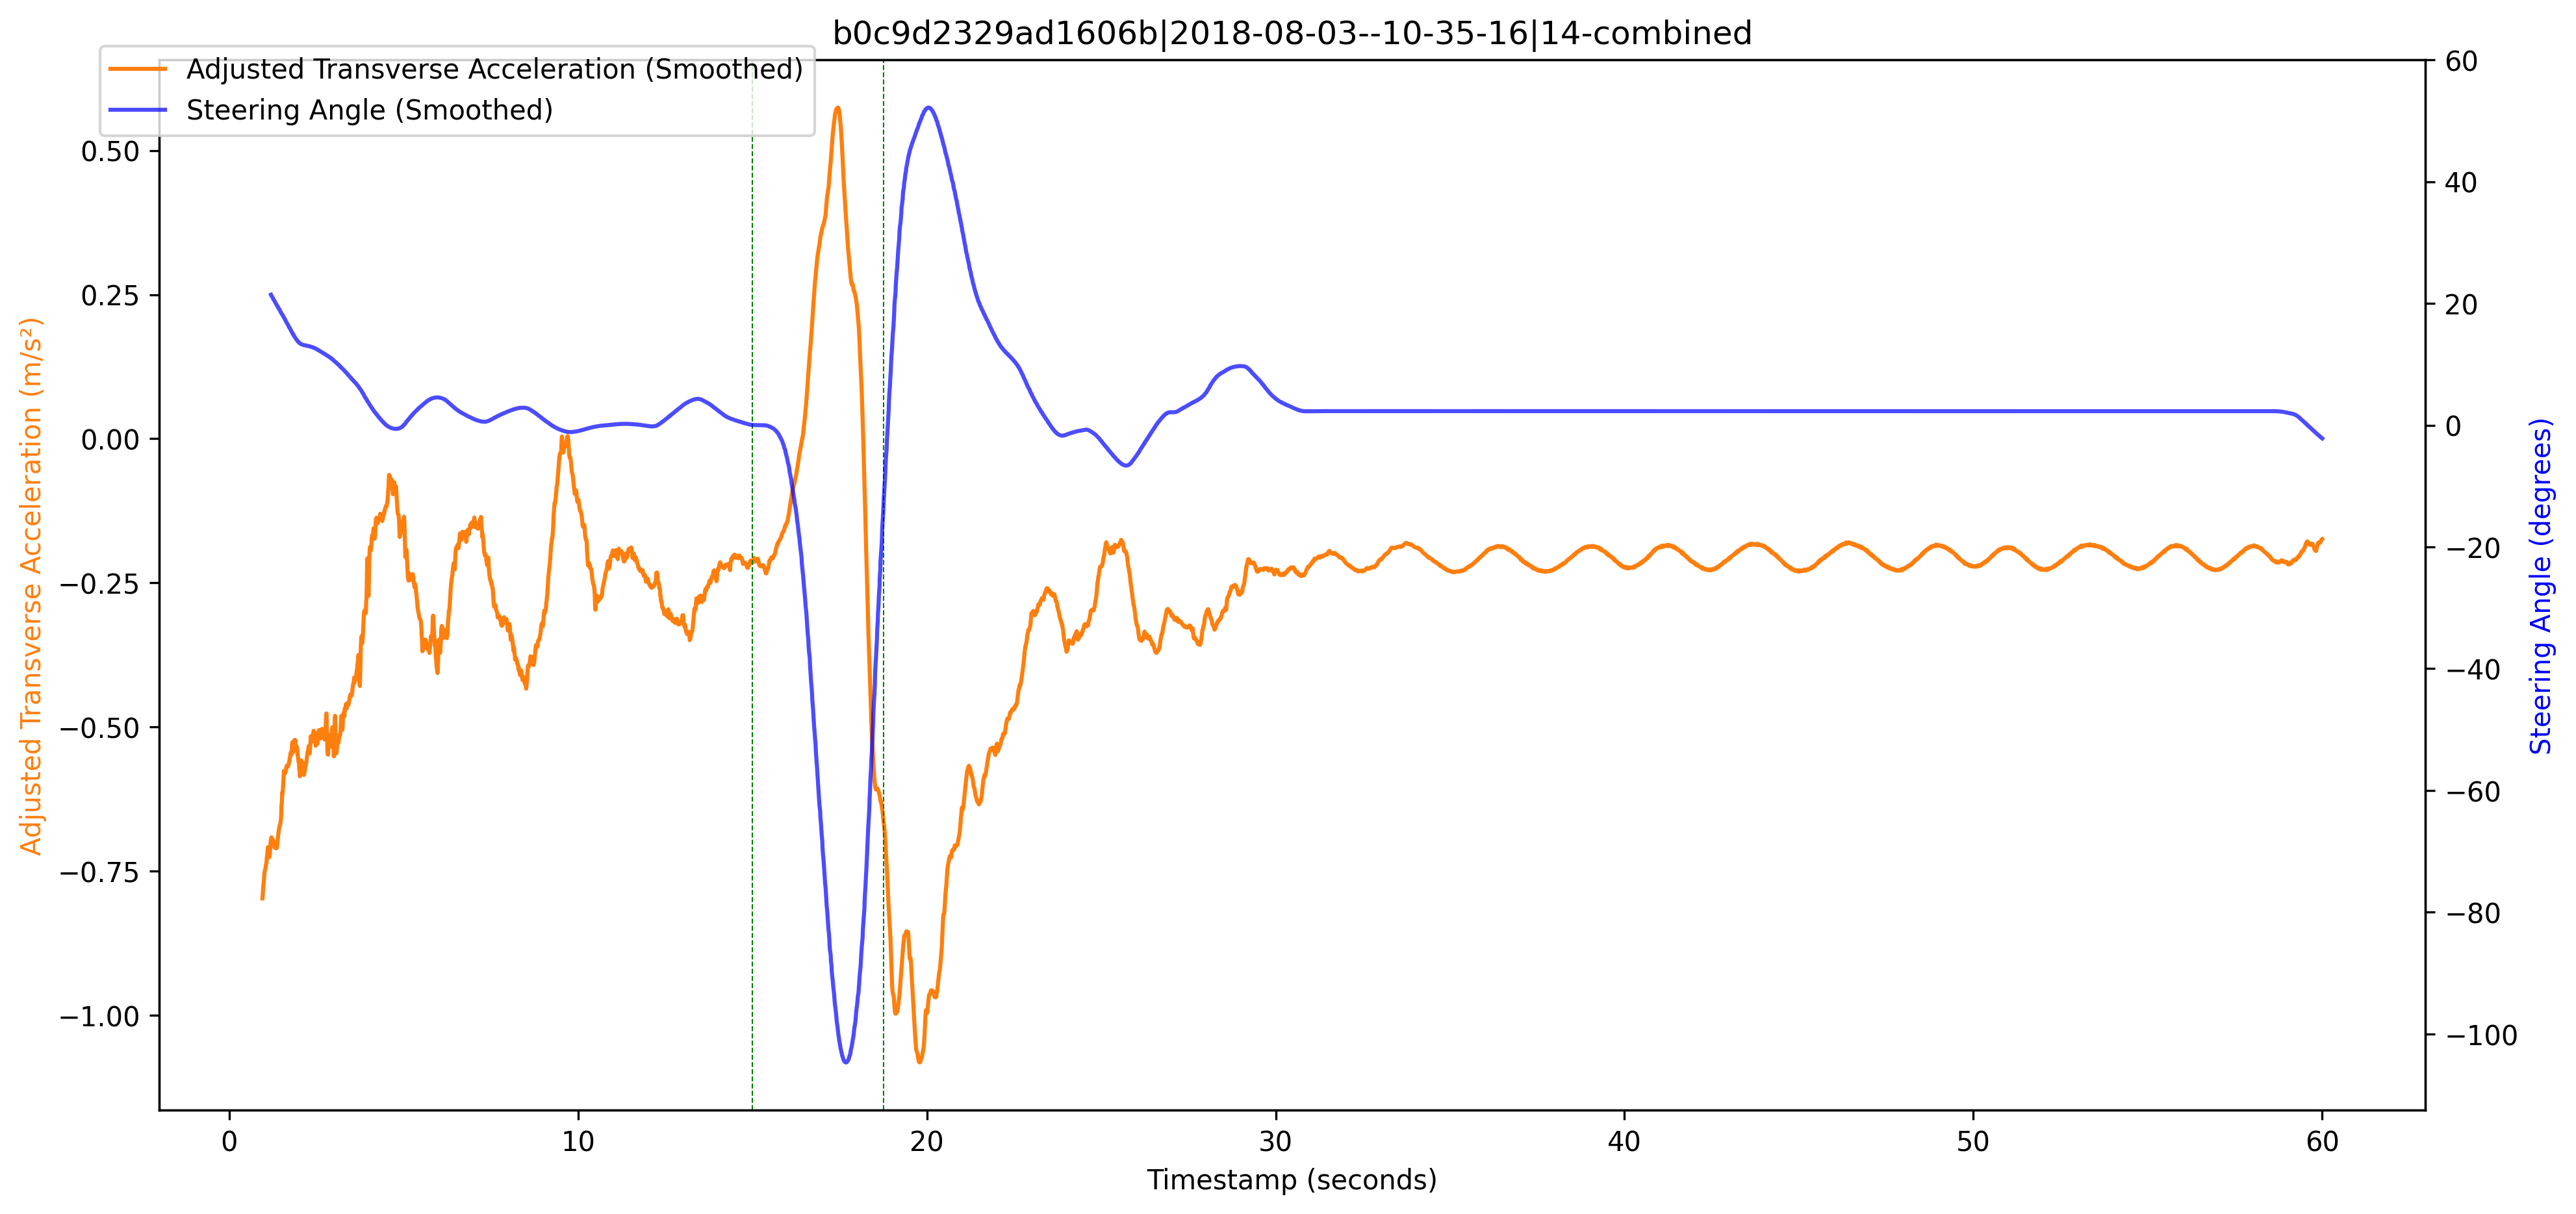 b0c9d2329ad1606b|2018-08-03--10-35-16|14-combined
Adjusted Transverse Acceleration (Smoothed)
Steering Angle (Smoothed)
Adjusted Transverse Acceleration (m/s²)
0.50
0.25
0.00
−0.25
−0.50
−0.75
−1.00
60
40
20
0
−20
−40
−60
−80
−100
Steering Angle (degrees)
0 10 20 30 40 50 60
Timestamp (seconds)